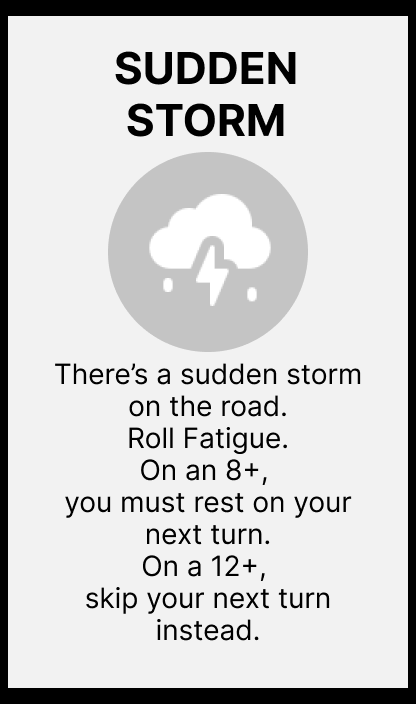 SUDDEN
STORM
There’s a sudden storm
on the road.
Roll Fatigue.
On an 8+,
you must rest on your
next turn.
On a 12+,
skip your next turn
instead.